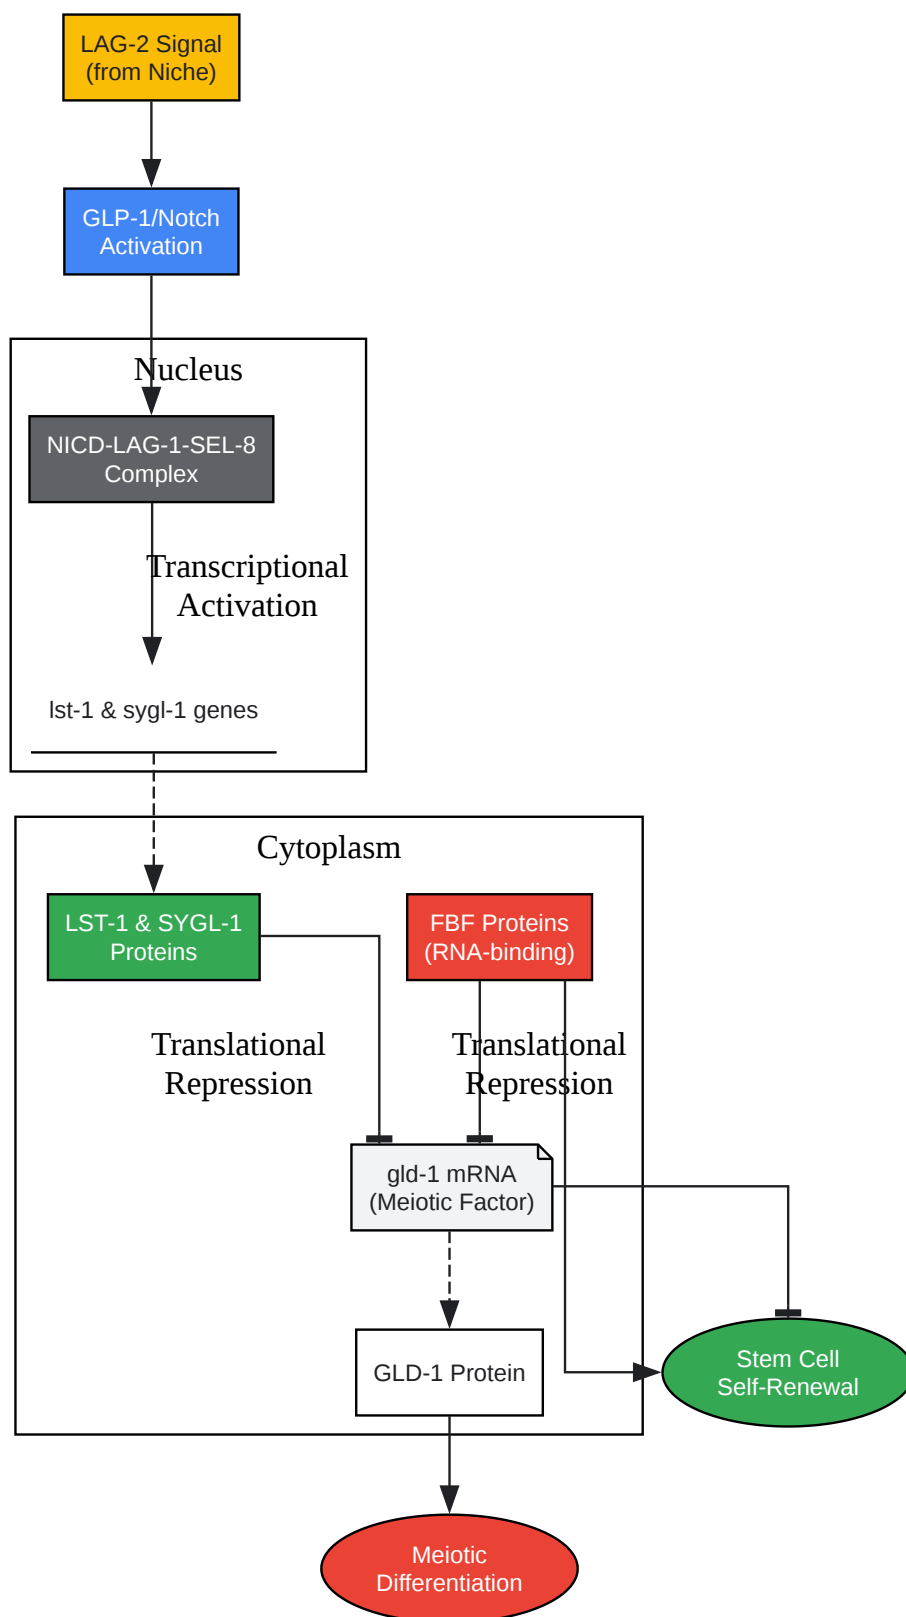 LAG-2 Signal
(from Niche)
GLP-1/Notch
Activation
Nucleus
NICD-LAG-1-SEL-8
Complex
Transcriptional
Activation
lst-1 & sygl-1 genes
Cytoplasm
LST-1 & SYGL-1
Proteins
FBF Proteins
(RNA-binding)
Translational
Repression
Translational
Repression
gld-1 mRNA
(Meiotic Factor)
GLD-1 Protein
Stem Cell
Self-Renewal
Meiotic
Differentiation